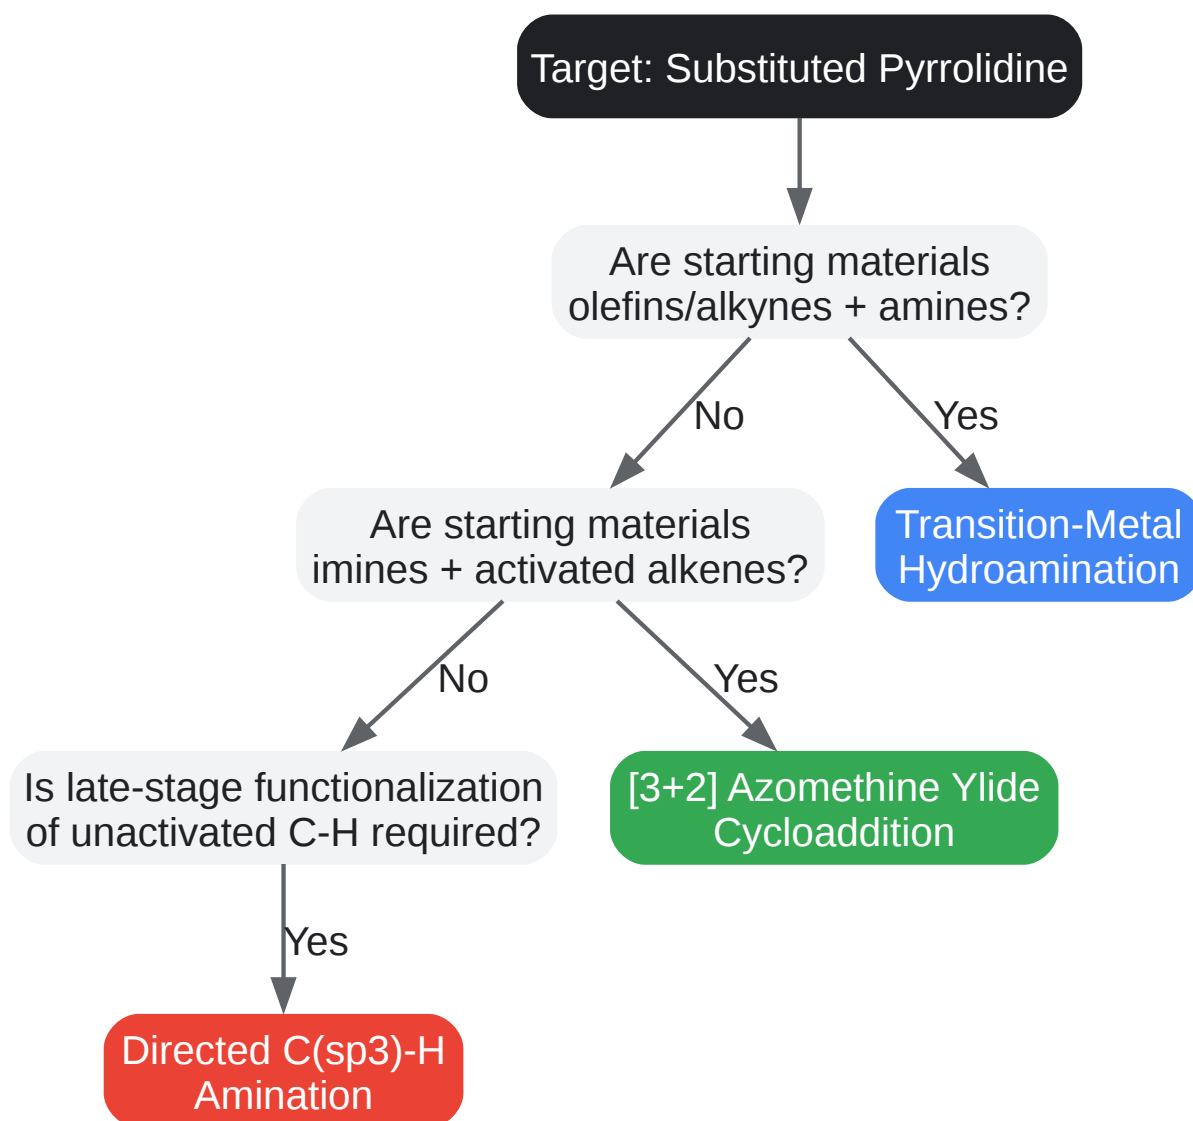 Target: Substituted Pyrrolidine
Are starting materials
olefins/alkynes + amines?
No
Yes
Are starting materials
imines + activated alkenes?
Transition-Metal
Hydroamination
No
Yes
Is late-stage functionalization
of unactivated C-H required?
[3+2] Azomethine Ylide
Cycloaddition
Yes
Directed C(sp3)-H
Amination